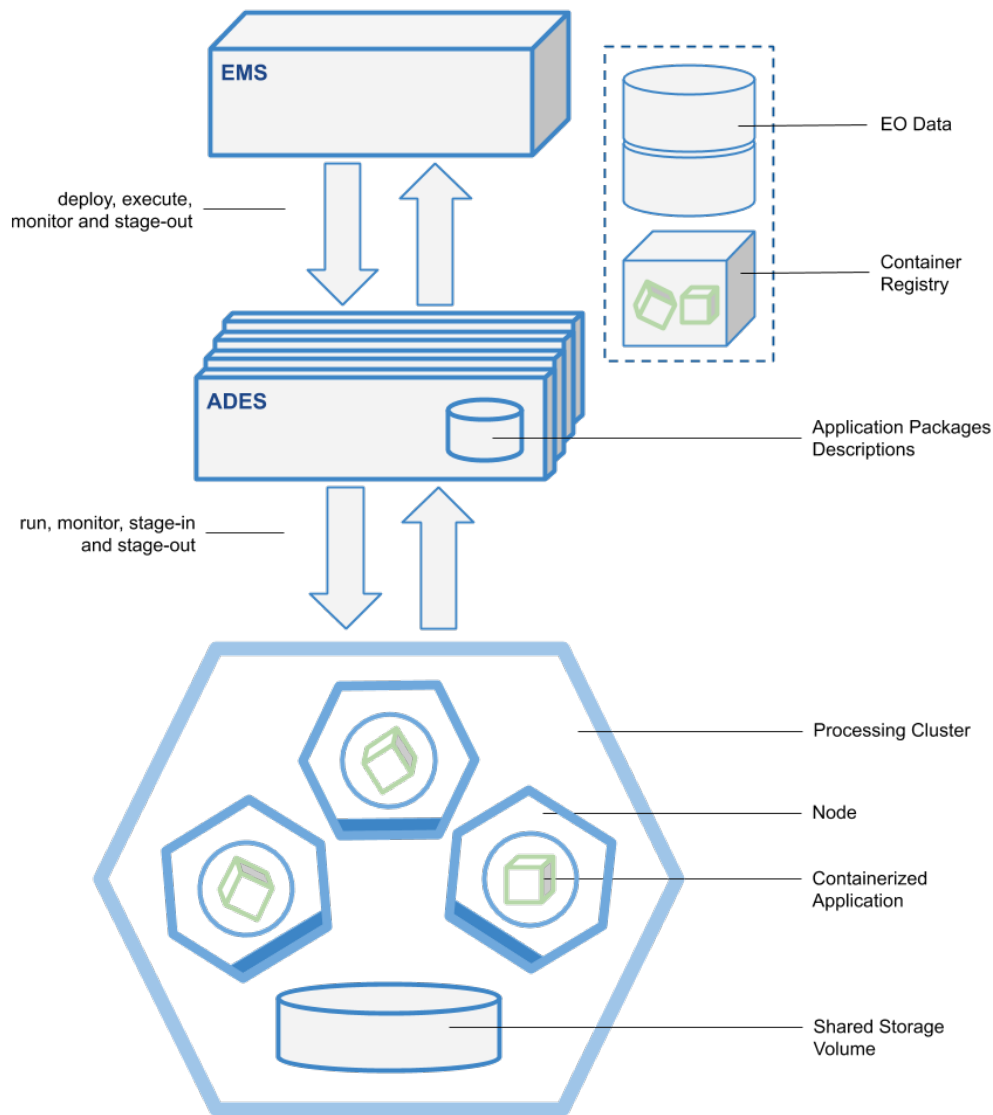 EMS
EO Data
deploy, execute,
monitor and stage-out
Container
Registry
ADES
Application Packages
Descriptions
run, monitor, stage-in
and stage-out
Processing Cluster
Node
Containerized
Application
Shared Storage
Volume